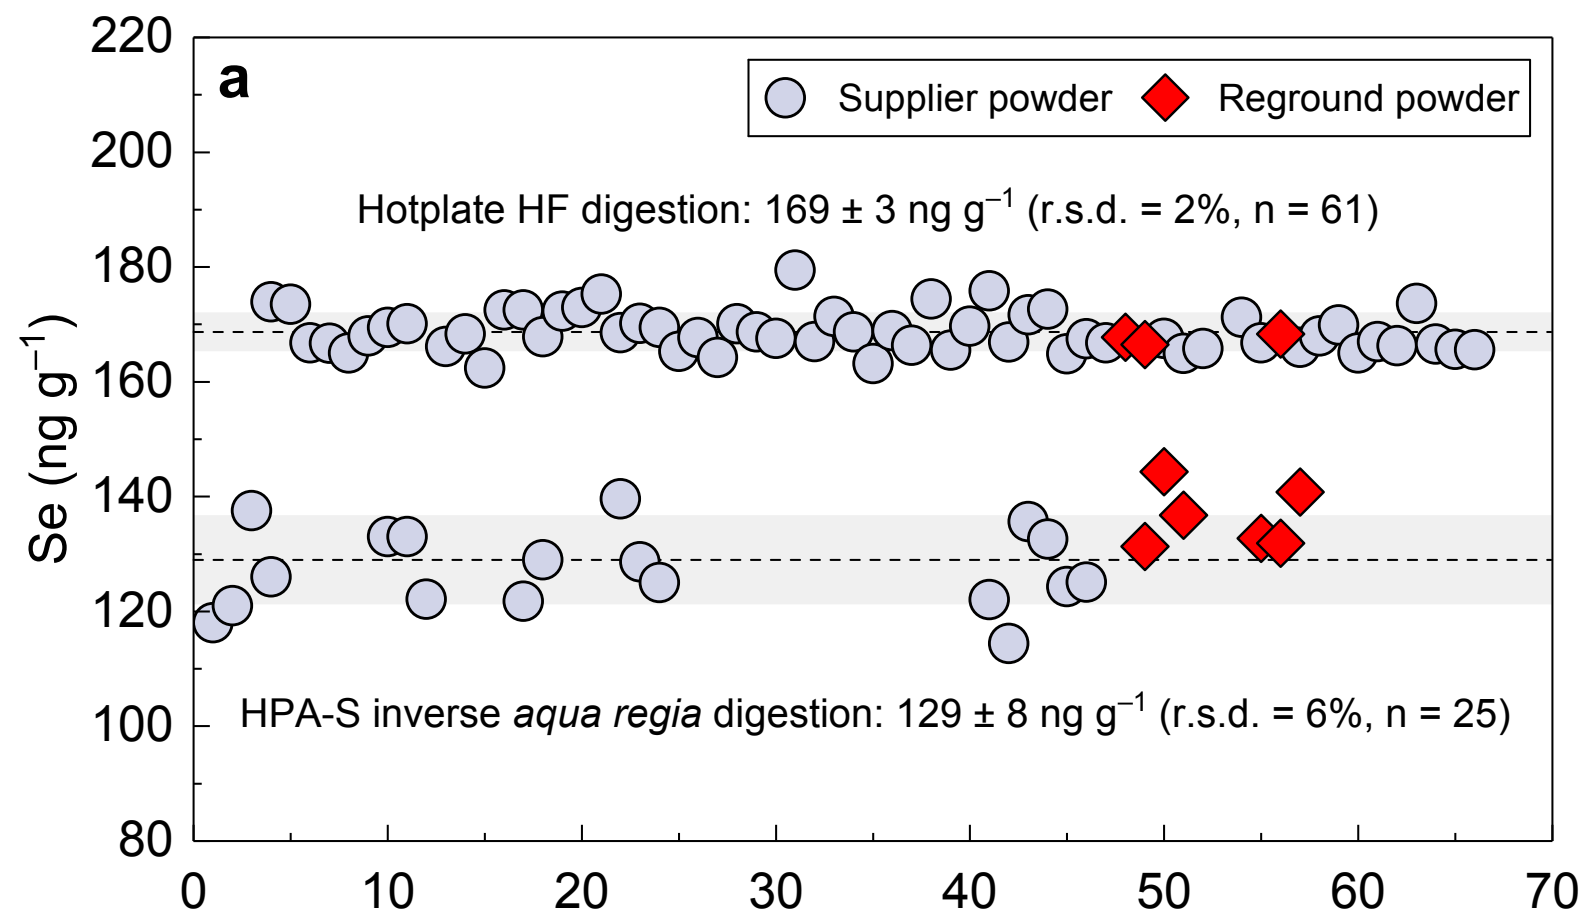 220
a
Supplier powder Reground powder
200
Hotplate HF digestion: 169 ± 3 ng g⁻¹ (r.s.d. = 2%, n = 61)
180
160
140
120
HPA-S inverse aqua regia digestion: 129 ± 8 ng g⁻¹ (r.s.d. = 6%, n = 25)
100
80
Se (ng g⁻¹)
0 10 20 30 40 50 60 70